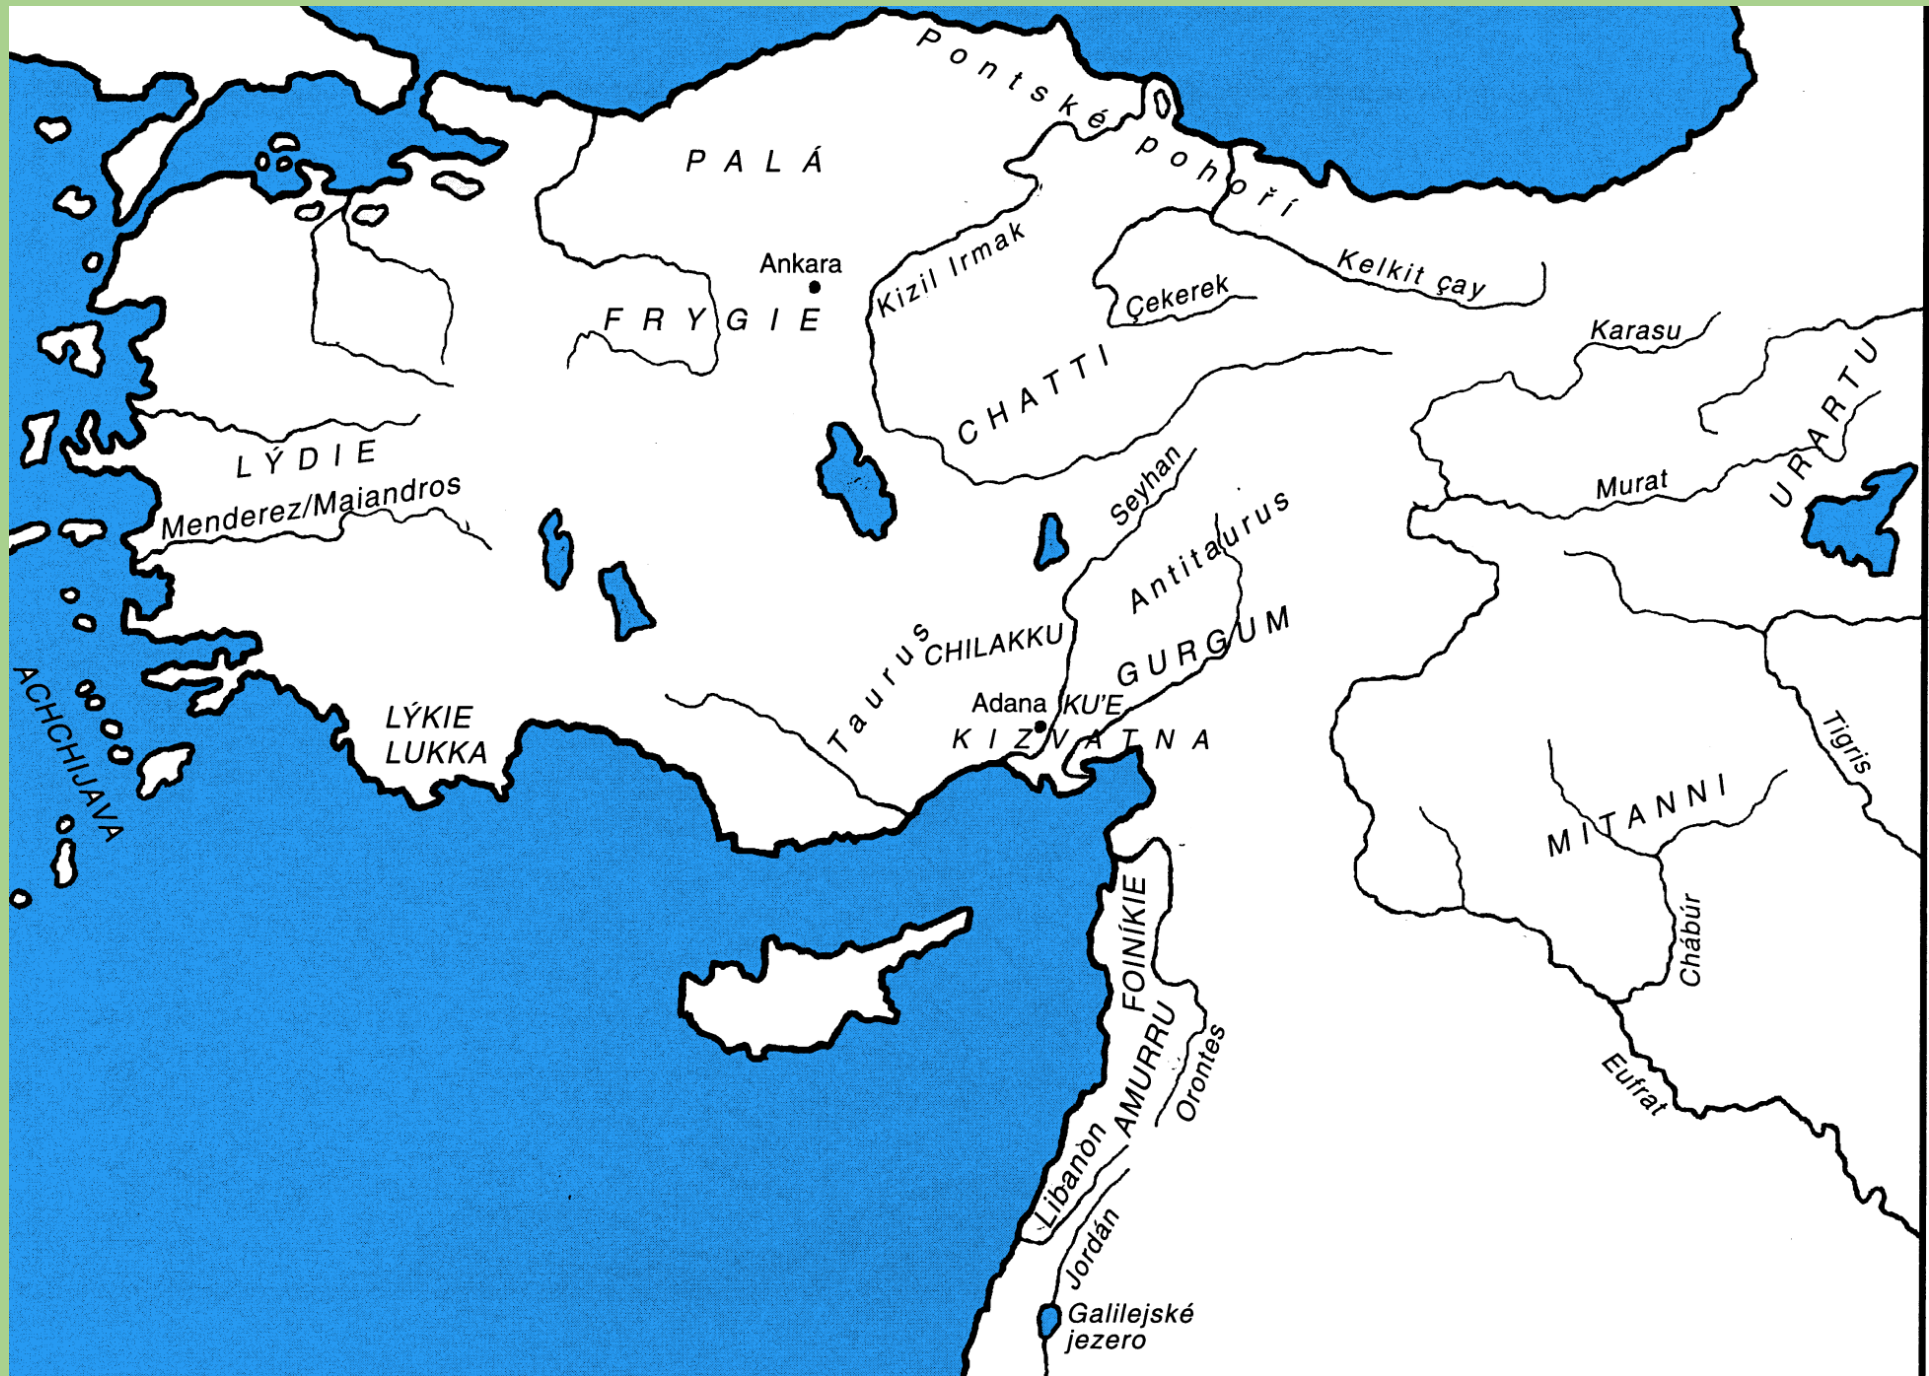 Pontské pohoří
PALÁ
Ankara
Kizil Irmak
Kelkit çay
Çekerek
FRYGIE
Karasu
CHATTI
URARTU
LÝDIE
Menderez/Maiandros
Seyhan
Murat
Antitaurus
Taurus
CHILAKKU
GURGUM
ACHCHIJAVA
LÝKIE
LUKKA
Adana
KU'E
KIZVATNA
Tigris
MITANNI
FOINÍKIE
Chábúr
AMURRU
Orontes
Eufrat
Libanon
Jordán
Galilejské
jezero